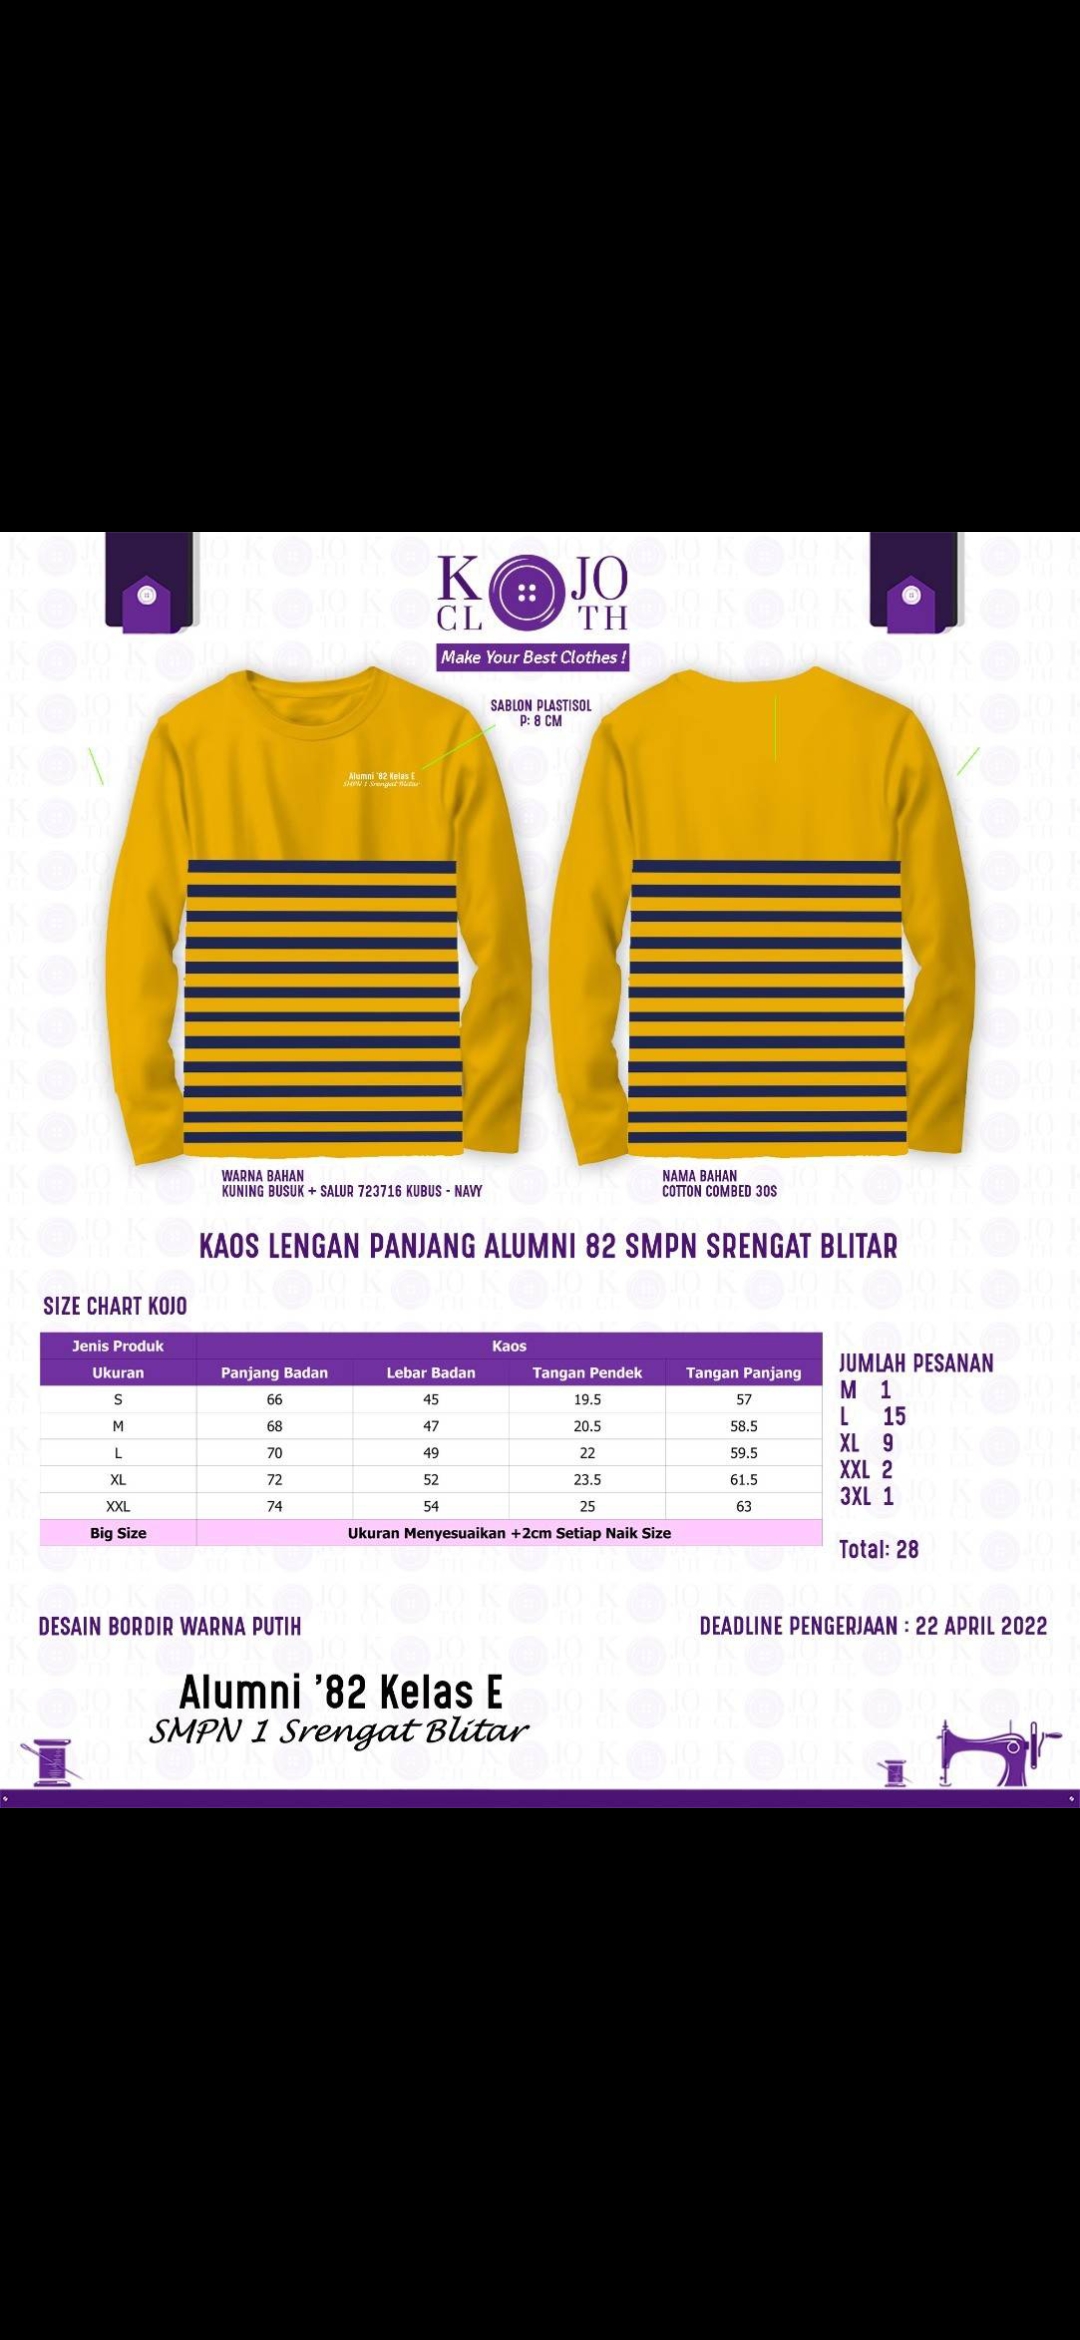 KOJO
CLOTH
Make Your Best Clothes !
SABLON PLASTISOL
P: 8 CM
Alumni '82 Kelas E
SMPN 1 Srengat Blitar
WARNA BAHAN
KUNING BUSUK + SALUR 723716 KUBUS - NAVY
NAMA BAHAN
COTTON COMBED 30S
KAOS LENGAN PANJANG ALUMNI 82 SMPN SRENGAT BLITAR
SIZE CHART KOJO
Jenis Produk Kaos
Ukuran Panjang Badan Lebar Badan Tangan Pendek Tangan Panjang
S 66 45 19.5 57
M 68 47 20.5 58.5
L 70 49 22 59.5
XL 72 52 23.5 61.5
XXL 74 54 25 63
Big Size Ukuran Menyesuaikan +2cm Setiap Naik Size
JUMLAH PESANAN
M 1
L 15
XL 9
XXL 2
3XL 1
Total: 28
DESAIN BORDIR WARNA PUTIH
DEADLINE PENGERJAAN : 22 APRIL 2022
Alumni '82 Kelas E
SMPN 1 Srengat Blitar